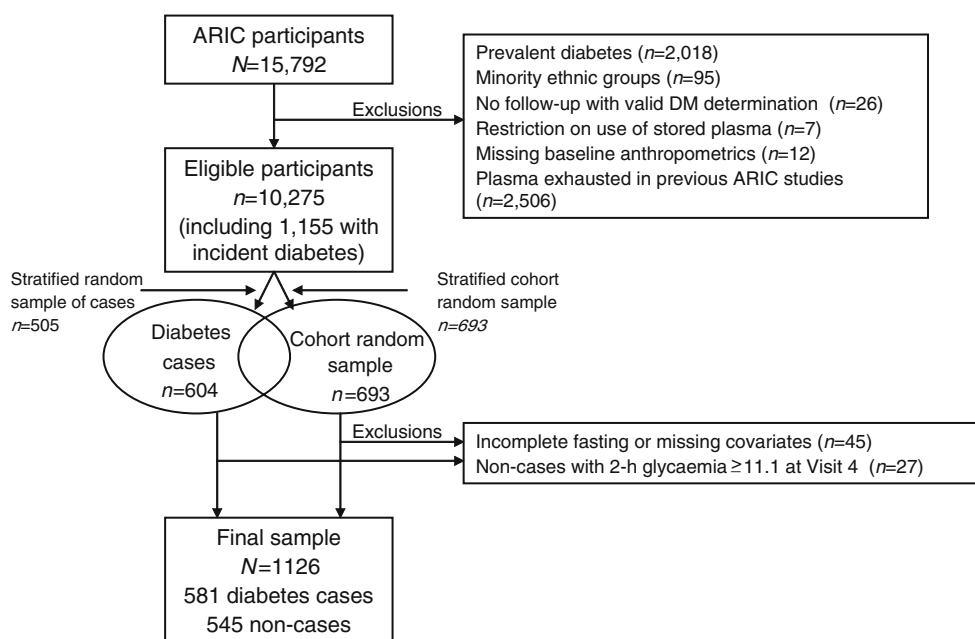 ARIC participants
N=15,792
Exclusions
Prevalent diabetes (n=2,018)
Minority ethnic groups (n=95)
No follow-up with valid DM determination (n=26)
Restriction on use of stored plasma (n=7)
Missing baseline anthropometrics (n=12)
Plasma exhausted in previous ARIC studies
(n=2,506)
Eligible participants
n=10,275
(including 1,155 with
incident diabetes)
Stratified random
sample of cases
n=505
Stratified cohort
random sample
n=693
Diabetes
cases
n=604
Cohort random
sample
n=693
Exclusions
Incomplete fasting or missing covariates (n=45)
Non-cases with 2-h glycaemia ≥11.1 at Visit 4 (n=27)
Final sample
N=1126
581 diabetes cases
545 non-cases